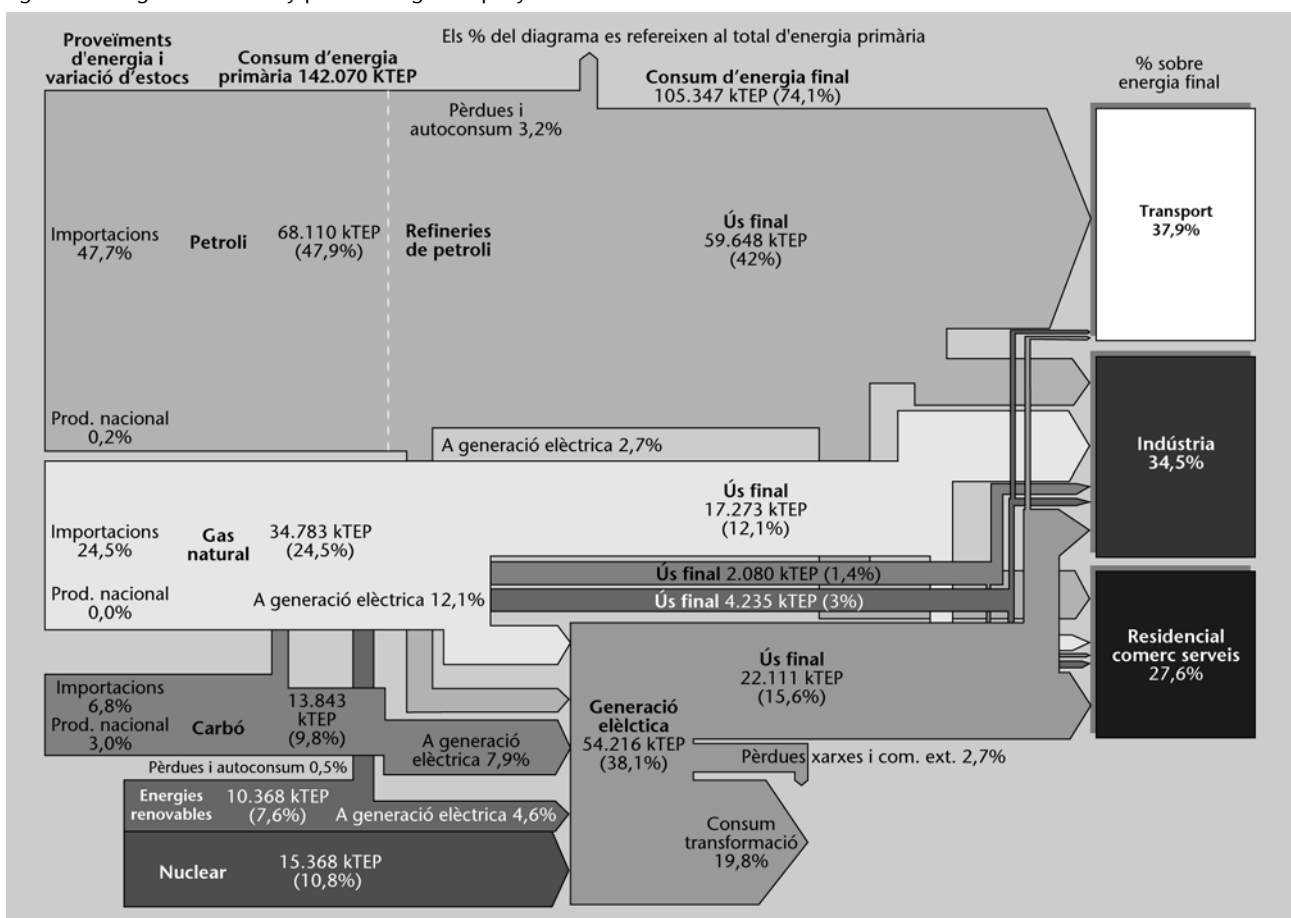 Proveïments
d'energia i
variació d'estocs
Consum d'energia
primària 142.070 KTEP
Els % del diagrama es refereixen al total d'energia primària
Consum d'energia final
105.347 kTEP (74,1%)
% sobre
energia final
Pèrdues i
autoconsum 3,2%
Importacions
47,7%
Petroli
68.110 kTEP
(47,9%)
Refineries
de petroli
Ús final
59.648 kTEP
(42%)
Transport
37,9%
Prod. nacional
0,2%
A generació elèctrica 2,7%
Indústria
34,5%
Importacions
24,5%
Gas
natural
34.783 kTEP
(24,5%)
Ús final
17.273 kTEP
(12,1%)
Prod. nacional
0,0%
A generació elèctrica 12,1%
Ús final 2.080 kTEP (1,4%)
Ús final 4.235 kTEP (3%)
Residencial
comerc serveis
27,6%
Importacions
6,8%
Prod. nacional
3,0%
Carbó
13.843
kTEP
(9,8%)
A generació
elèctrica 7,9%
Generació
elèlctica
54.216 kTEP
(38,1%)
Ús final
22.111 kTEP
(15,6%)
Pèrdues xarxes i com. ext. 2,7%
Pèrdues i autoconsum 0,5%
Energies
renovables
10.368 kTEP
(7,6%)
A generació elèctrica 4,6%
Consum
transformació
19,8%
Nuclear
15.368 kTEP
(10,8%)